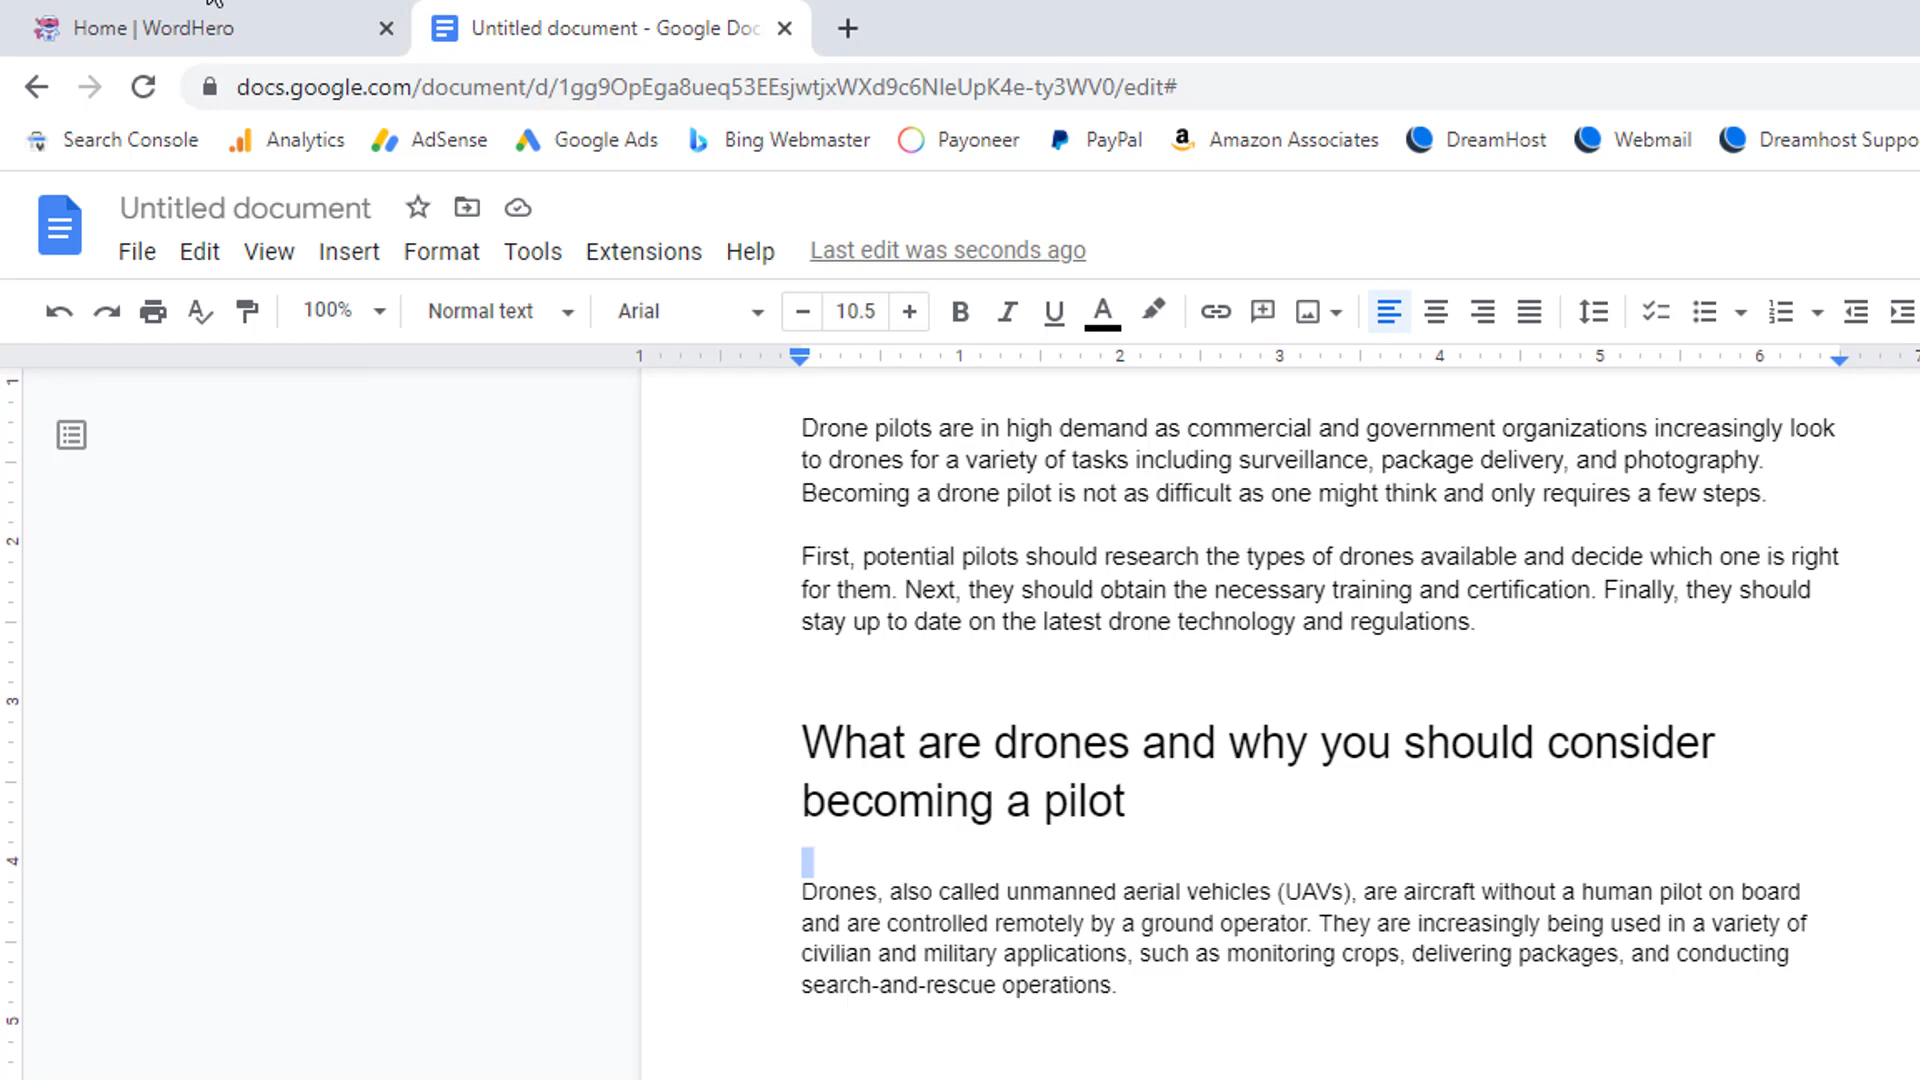 Home | WordHero
Untitled document - Google Doc
docs.google.com/document/d/1gg9OpEga8ueq53EEsjwtjxWXd9c6NleUpK4e-ty3WV0/edit#
Search Console Analytics AdSense Google Ads Bing Webmaster Payoneer PayPal Amazon Associates DreamHost Webmail Dreamhost Suppo
Untitled document
File Edit View Insert Format Tools Extensions Help Last edit was seconds ago
100% Normal text Arial 10.5
1 1 2 3 4 5 6 7
1
2
3
4
5
Drone pilots are in high demand as commercial and government organizations increasingly look
to drones for a variety of tasks including surveillance, package delivery, and photography.
Becoming a drone pilot is not as difficult as one might think and only requires a few steps.
First, potential pilots should research the types of drones available and decide which one is right
for them. Next, they should obtain the necessary training and certification. Finally, they should
stay up to date on the latest drone technology and regulations.
What are drones and why you should consider
becoming a pilot
Drones, also called unmanned aerial vehicles (UAVs), are aircraft without a human pilot on board
and are controlled remotely by a ground operator. They are increasingly being used in a variety of
civilian and military applications, such as monitoring crops, delivering packages, and conducting
search-and-rescue operations.